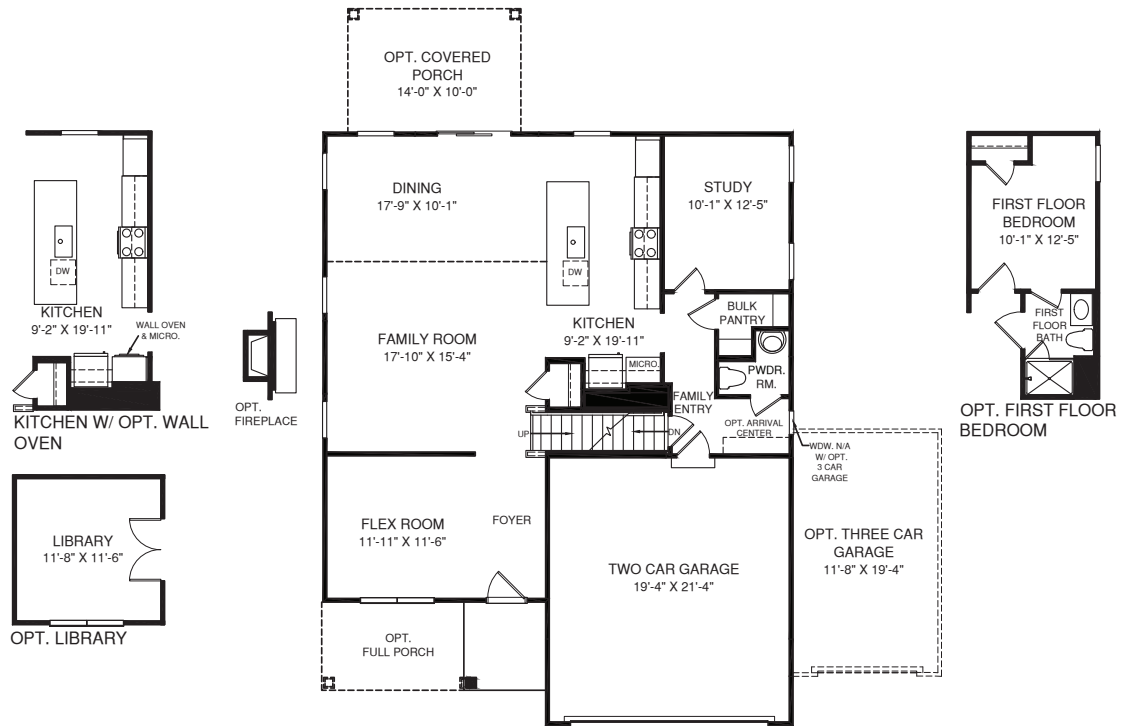 OPT. COVERED
PORCH
14'-0" X 10'-0"
DINING
17'-9" X 10'-1"
STUDY
10'-1" X 12'-5"
DW
FAMILY ROOM
17'-10" X 15'-4"
KITCHEN
9'-2" X 19'-11"
BULK
PANTRY
MICRO.
PWDR.
RM.
FAMILY
ENTRY
OPT. ARRIVAL
CENTER
UP
DN
WDW. N/A
W/ OPT.
3 CAR
GARAGE
FLEX ROOM
11'-11" X 11'-6"
FOYER
TWO CAR GARAGE
19'-4" X 21'-4"
OPT. THREE CAR
GARAGE
11'-8" X 19'-4"
OPT.
FULL PORCH
DW
KITCHEN
9'-2" X 19'-11"
WALL OVEN
& MICRO.
KITCHEN W/ OPT. WALL
OVEN
OPT.
FIREPLACE
LIBRARY
11'-8" X 11'-6"
OPT. LIBRARY
FIRST FLOOR
BEDROOM
10'-1" X 12'-5"
FIRST
FLOOR
BATH
OPT. FIRST FLOOR
BEDROOM